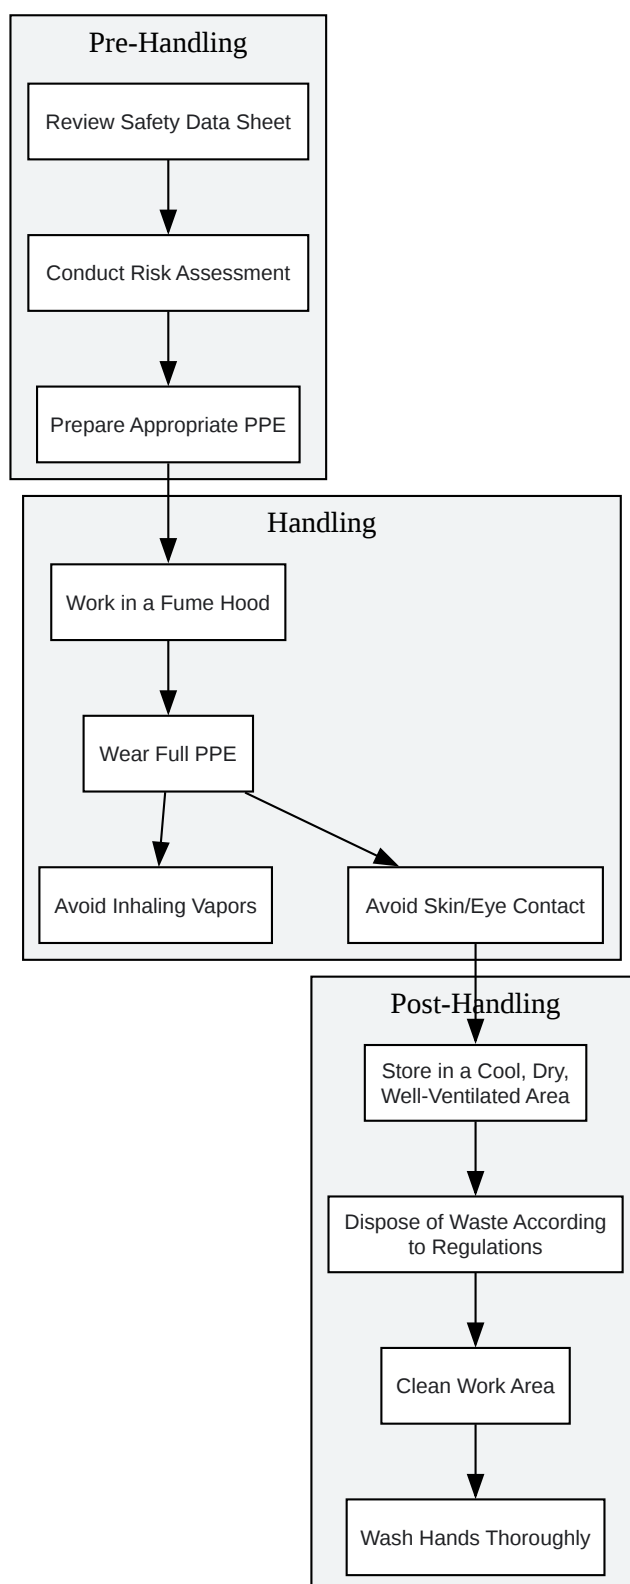 Pre-Handling
Review Safety Data Sheet
Conduct Risk Assessment
Prepare Appropriate PPE
Handling
Work in a Fume Hood
Wear Full PPE
Avoid Inhaling Vapors
Avoid Skin/Eye Contact
Post-Handling
Store in a Cool, Dry,
Well-Ventilated Area
Dispose of Waste According
to Regulations
Clean Work Area
Wash Hands Thoroughly